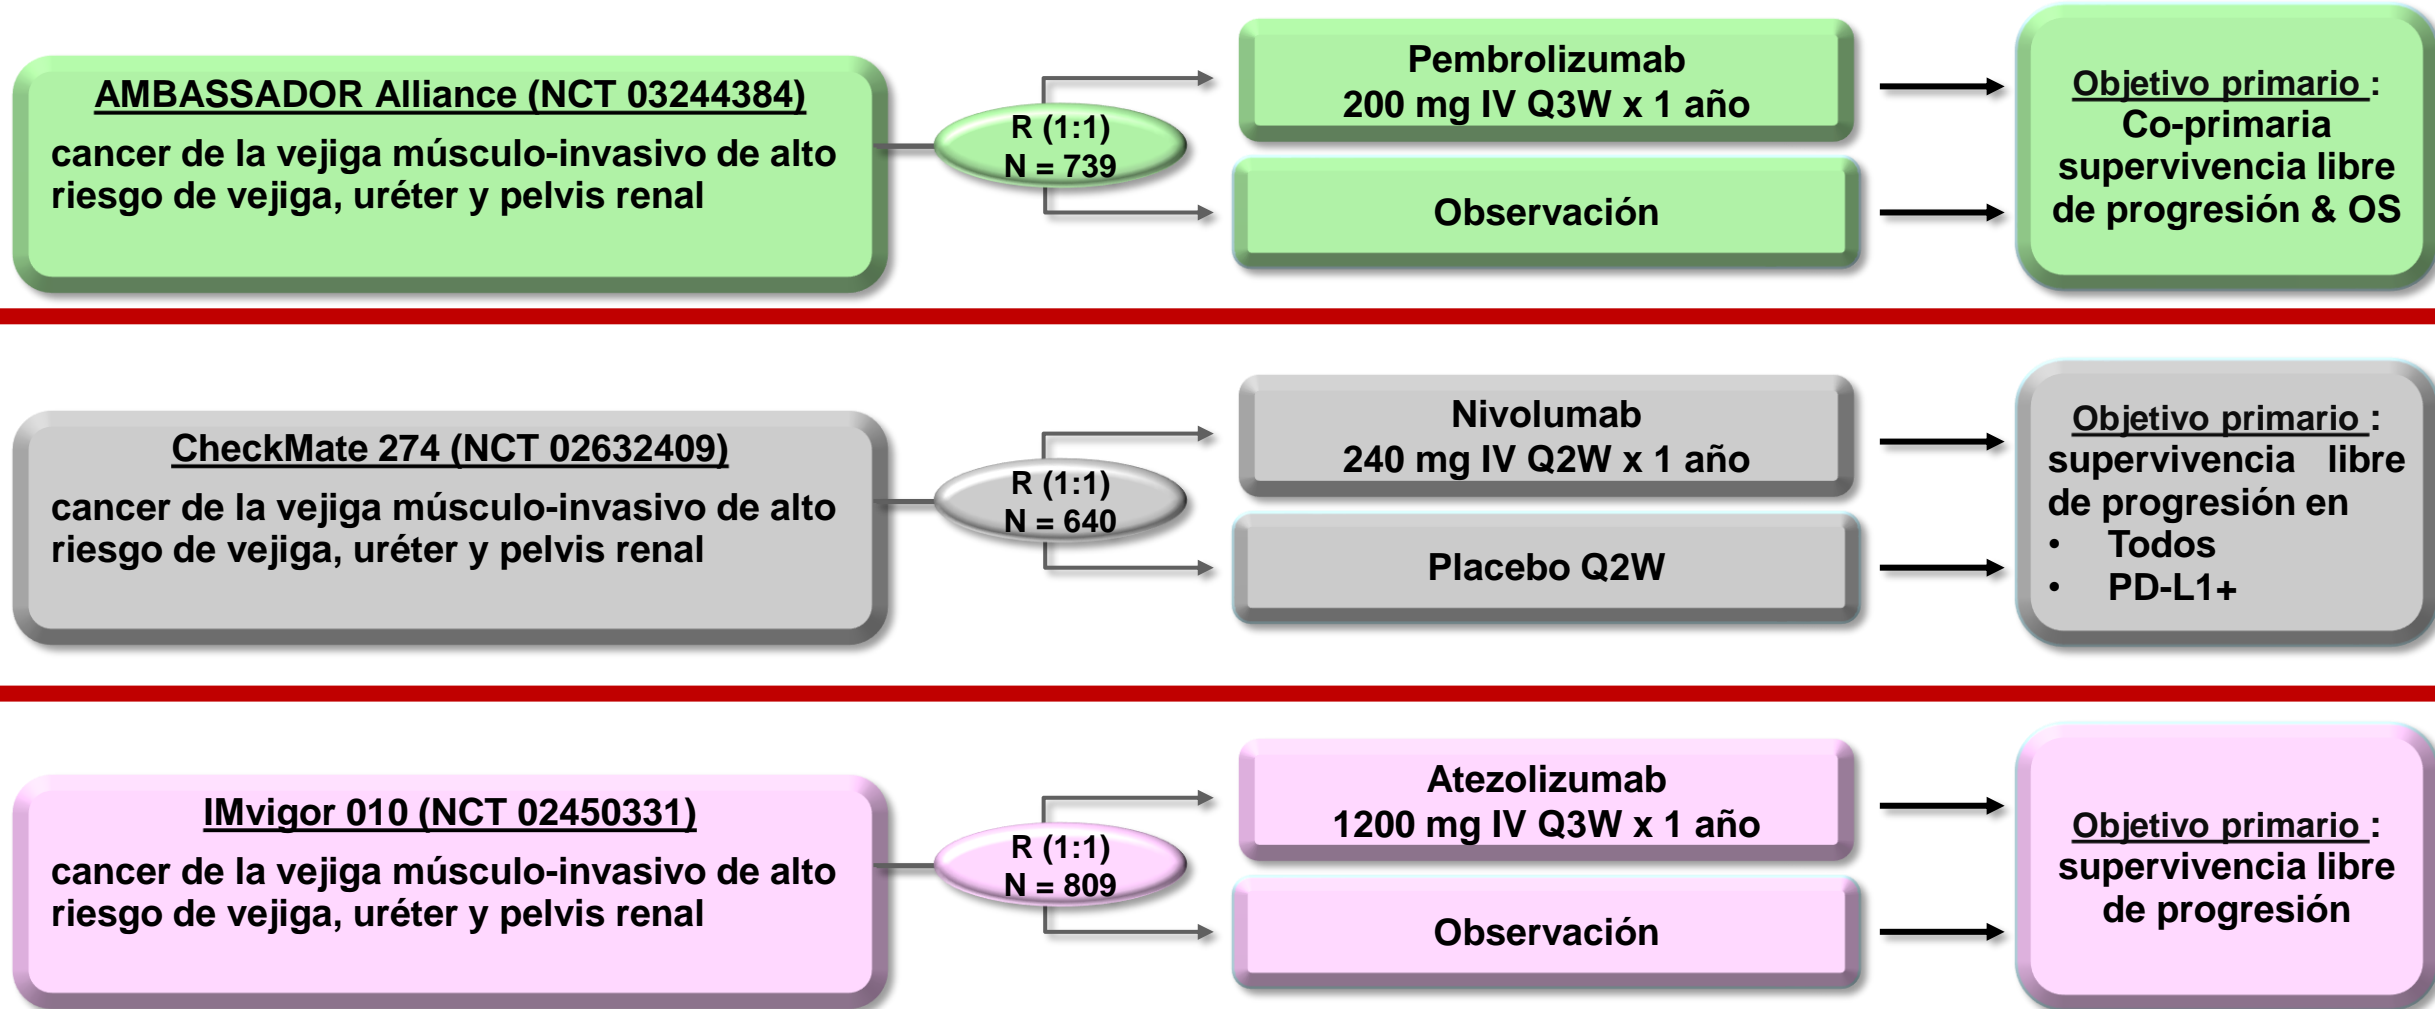 AMBASSADOR Alliance (NCT 03244384)
cancer de la vejiga músculo-invasivo de alto
riesgo de vejiga, uréter y pelvis renal
R (1:1)
N = 739
Pembrolizumab
200 mg IV Q3W x 1 año
Observación
Objetivo primario :
Co-primaria
supervivencia libre
de progresión & OS
CheckMate 274 (NCT 02632409)
cancer de la vejiga músculo-invasivo de alto
riesgo de vejiga, uréter y pelvis renal
R (1:1)
N = 640
Nivolumab
240 mg IV Q2W x 1 año
Placebo Q2W
Objetivo primario :
supervivencia libre
de progresión en
• Todos
• PD-L1+
IMvigor 010 (NCT 02450331)
cancer de la vejiga músculo-invasivo de alto
riesgo de vejiga, uréter y pelvis renal
R (1:1)
N = 809
Atezolizumab
1200 mg IV Q3W x 1 año
Observación
Objetivo primario :
supervivencia libre
de progresión